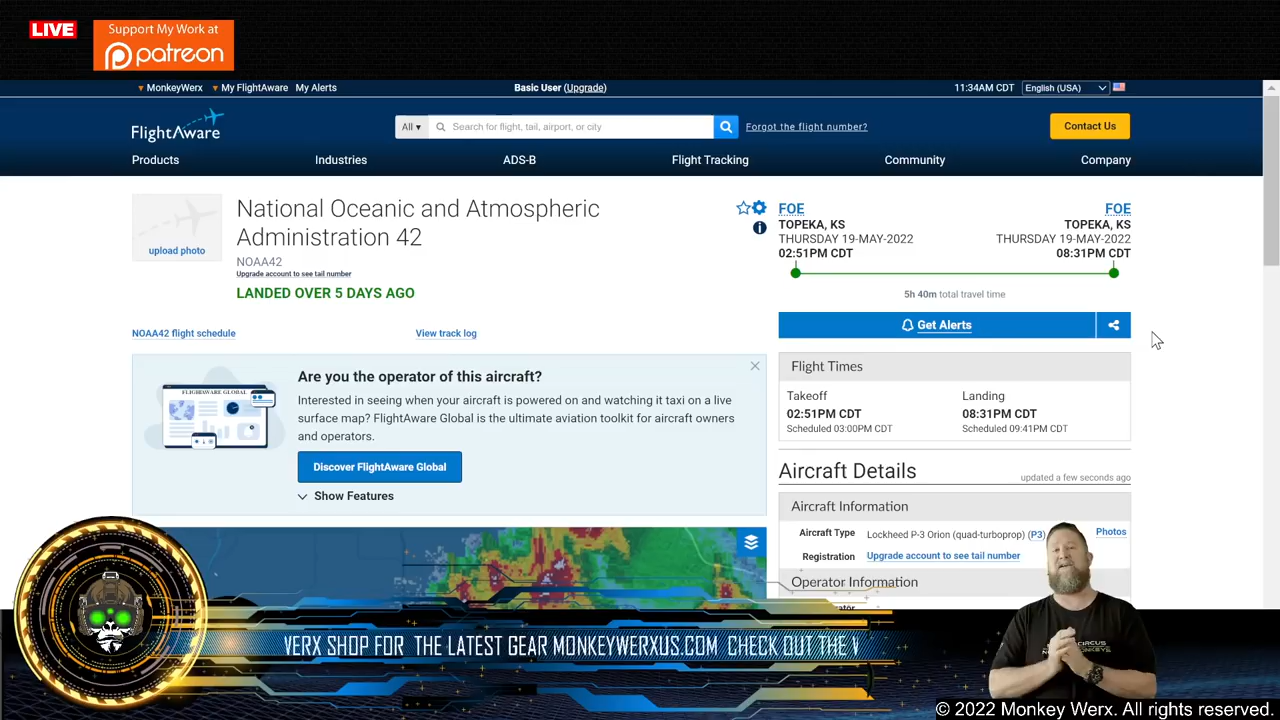 LIVE
Support My Work at
patreon
MonkeyWerx
My FlightAware
My Alerts
Basic User (Upgrade)
11:34AM CDT
English (USA)
FlightAware
All
Search for flight, tail, airport, or city
Forgot the flight number?
Contact Us
Products
Industries
ADS-B
Flight Tracking
Community
Company
upload photo
National Oceanic and Atmospheric
Administration 42
NOAA42
Upgrade account to see tail number
LANDED OVER 5 DAYS AGO
NOAA42 flight schedule
View track log
FOE
FOE
TOPEKA, KS
TOPEKA, KS
THURSDAY 19-MAY-2022
THURSDAY 19-MAY-2022
02:51PM CDT
08:31PM CDT
5h 40m total travel time
Get Alerts
FLIGHTAWARE GLOBAL
Are you the operator of this aircraft?
Interested in seeing when your aircraft is powered on and watching it taxi on a live
surface map? FlightAware Global is the ultimate aviation toolkit for aircraft owners
and operators.
Discover FlightAware Global
Show Features
Flight Times
Takeoff
Landing
02:51PM CDT
08:31PM CDT
Scheduled 03:00PM CDT
Scheduled 09:41PM CDT
Aircraft Details
updated a few seconds ago
Aircraft Information
Aircraft Type
Lockheed P-3 Orion (quad-turboprop) (P3)
Photos
Registration
Upgrade account to see tail number
Operator Information
VERX SHOP FOR THE LATEST GEAR MONKEYWERXUS.COM CHECK OUT THE
© 2022 Monkey Werx. All rights reserved.